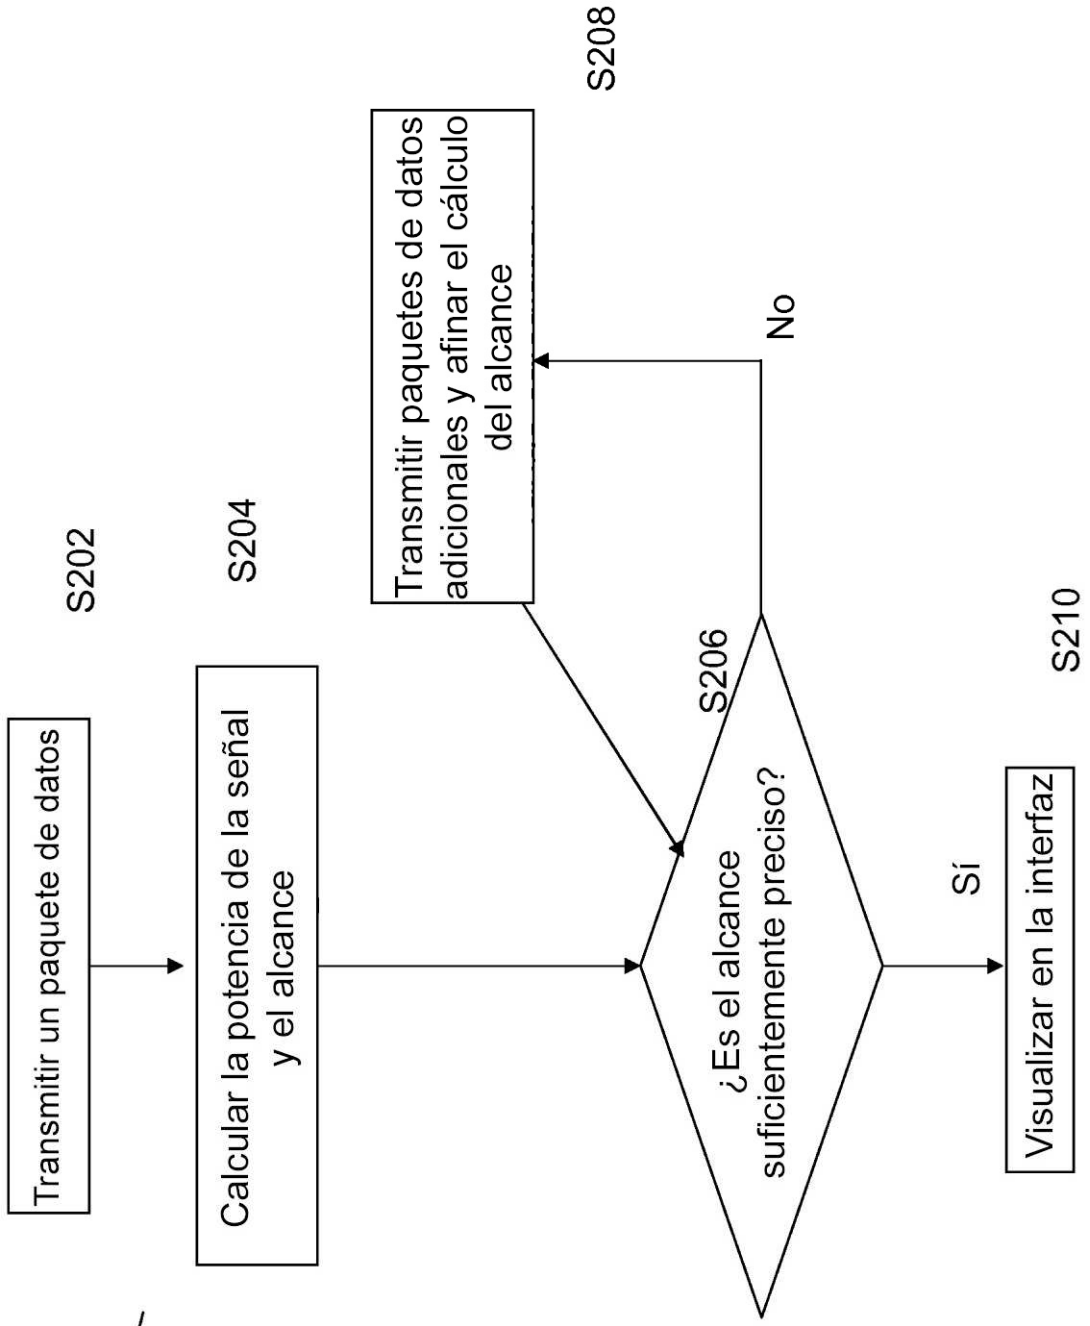 Transmitir un paquete de datos
S202
Calcular la potencia de la señal
y el alcance
S204
Transmitir paquetes de datos
adicionales y afinar el cálculo
del alcance
S208
¿Es el alcance
suficientemente preciso?
S206
No
Sí
Visualizar en la interfaz
S210